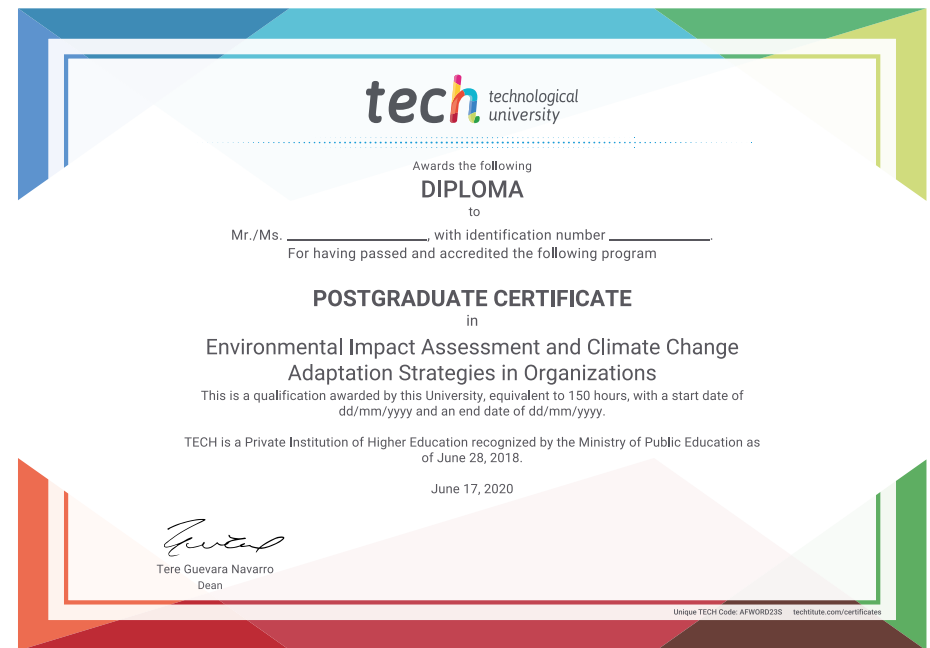 tech technological
university
Awards the following
DIPLOMA
to
Mr./Ms. ____________________, with identification number ______________.
For having passed and accredited the following program
POSTGRADUATE CERTIFICATE
in
Environmental Impact Assessment and Climate Change
Adaptation Strategies in Organizations
This is a qualification awarded by this University, equivalent to 150 hours, with a start date of
dd/mm/yyyy and an end date of dd/mm/yyyy.
TECH is a Private Institution of Higher Education recognized by the Ministry of Public Education as
of June 28, 2018.
June 17, 2020
Tere Guevara Navarro
Dean
Unique TECH Code: AFWORD23S techtitute.com/certificates